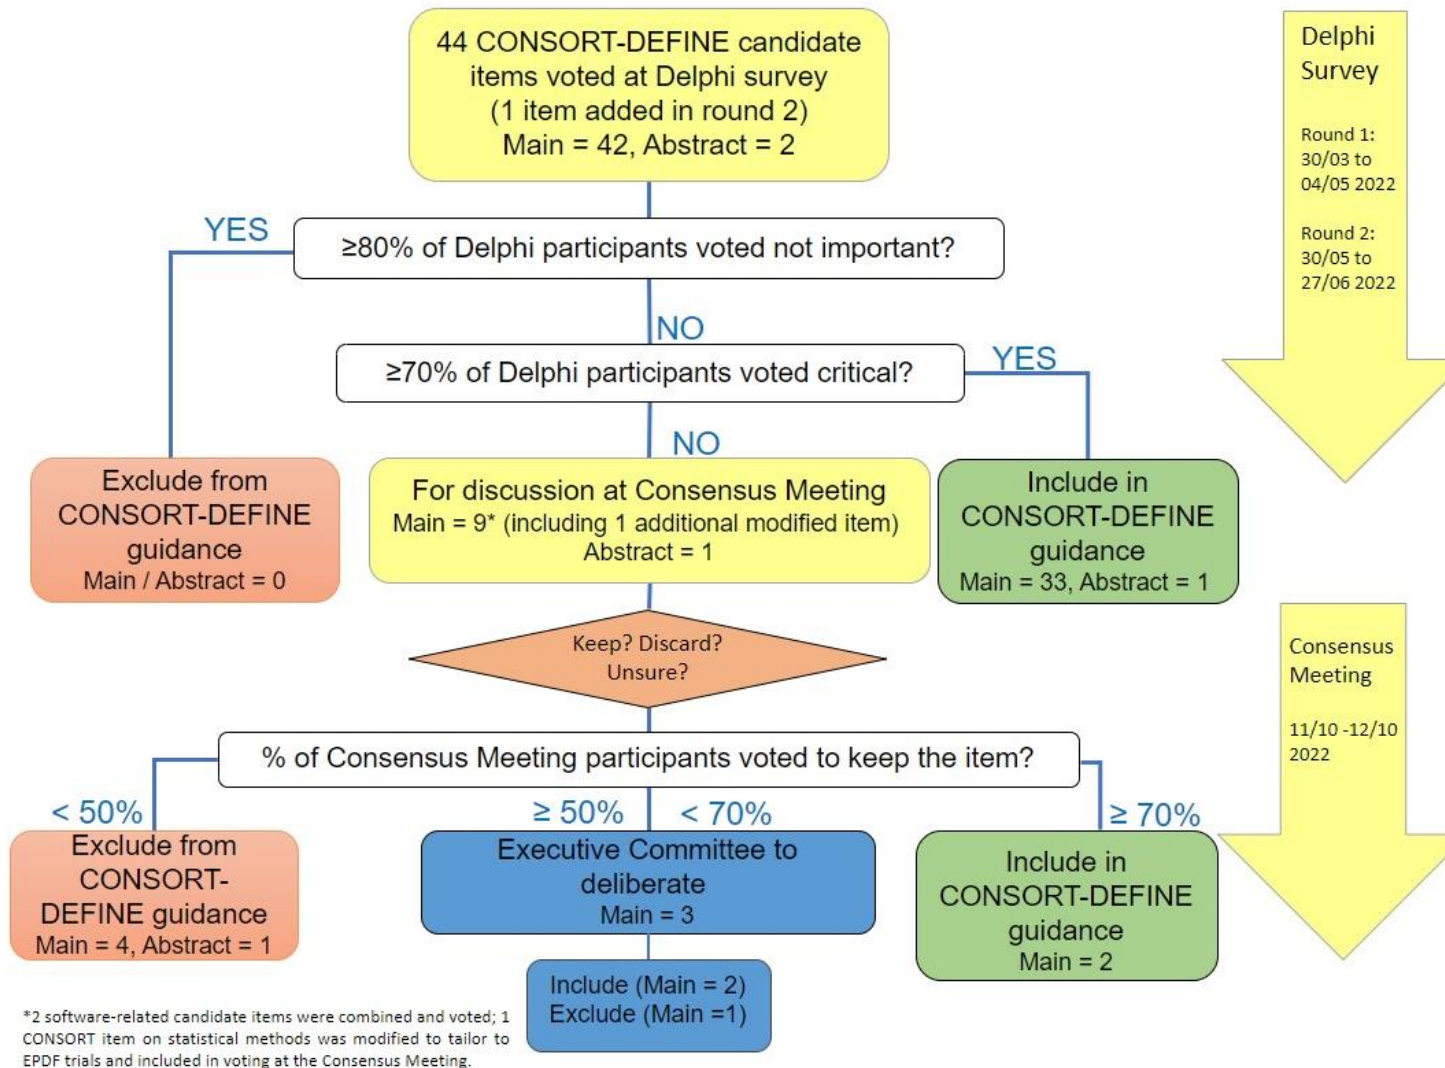 44 CONSORT-DEFINE candidate
items voted at Delphi survey
(1 item added in round 2)
Main = 42, Abstract = 2
Delphi
Survey
Round 1:
30/03 to
04/05 2022
Round 2:
30/05 to
27/06 2022
YES
≥80% of Delphi participants voted not important?
NO
≥70% of Delphi participants voted critical?
YES
NO
Exclude from
CONSORT-DEFINE
guidance
Main / Abstract = 0
For discussion at Consensus Meeting
Main = 9* (including 1 additional modified item)
Abstract = 1
Include in
CONSORT-DEFINE
guidance
Main = 33, Abstract = 1
Keep? Discard?
Unsure?
Consensus
Meeting
11/10 -12/10
2022
% of Consensus Meeting participants voted to keep the item?
< 50%
≥ 50%
< 70%
≥ 70%
Exclude from
CONSORT-
DEFINE guidance
Main = 4, Abstract = 1
Executive Committee to
deliberate
Main = 3
Include in
CONSORT-DEFINE
guidance
Main = 2
Include (Main = 2)
Exclude (Main =1)
*2 software-related candidate items were combined and voted; 1
CONSORT item on statistical methods was modified to tailor to
EPDF trials and included in voting at the Consensus Meeting.